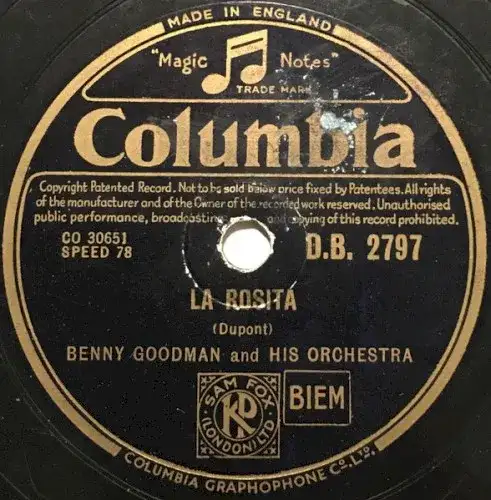 MADE IN ENGLAND
"Magic Notes"
TRADE MARK
Columbia
Copyright Patented Record. Not to be sold below price fixed by Patentees. All rights
of the manufacturer and of the Owner of the recorded work reserved. Unauthorised
public performance, broadcasting and copying of this record prohibited.
CO 30651
SPEED 78
D.B. 2797
LA ROSITA
(Dupont)
BENNY GOODMAN and HIS ORCHESTRA
SAM FOX
(LONDON) LTD
BIEM
COLUMBIA GRAPHOPHONE Co. LTD.